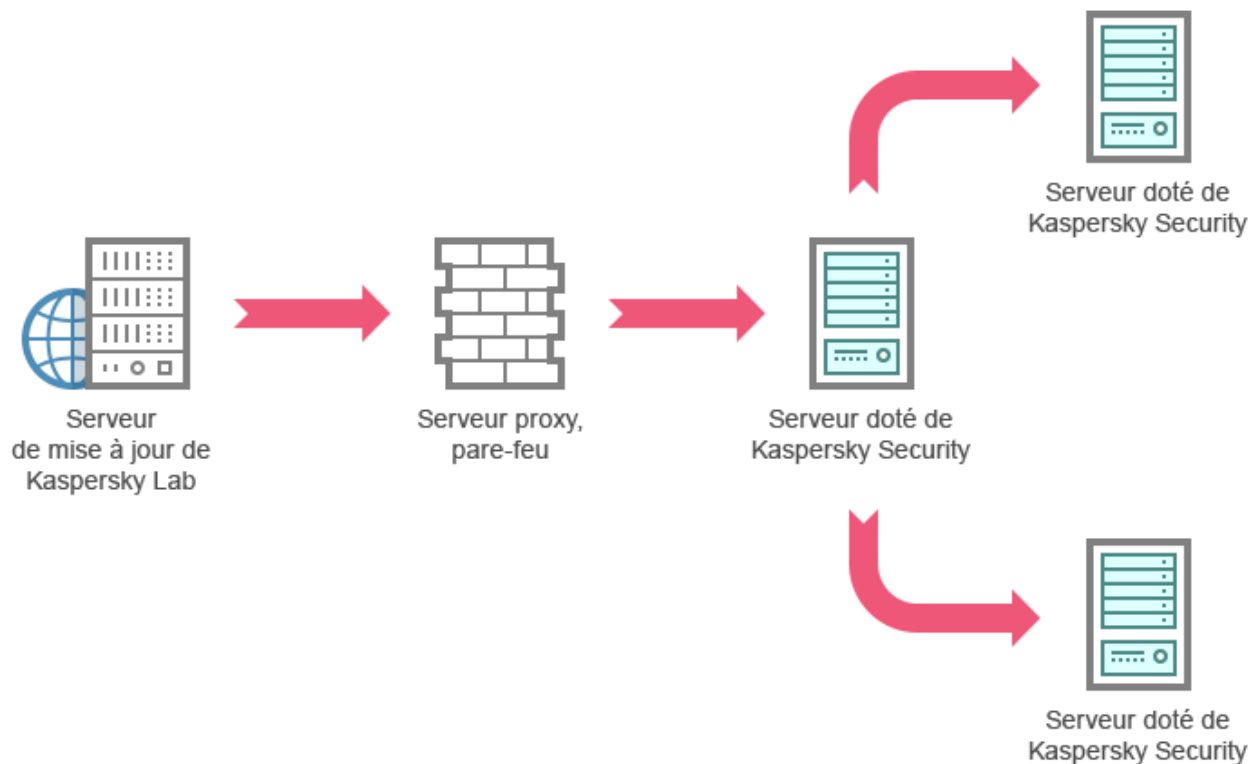 Serveur doté de
Kaspersky Security
Serveur
de mise à jour de
Kaspersky Lab
Serveur proxy,
pare-feu
Serveur doté de
Kaspersky Security
Serveur doté de
Kaspersky Security